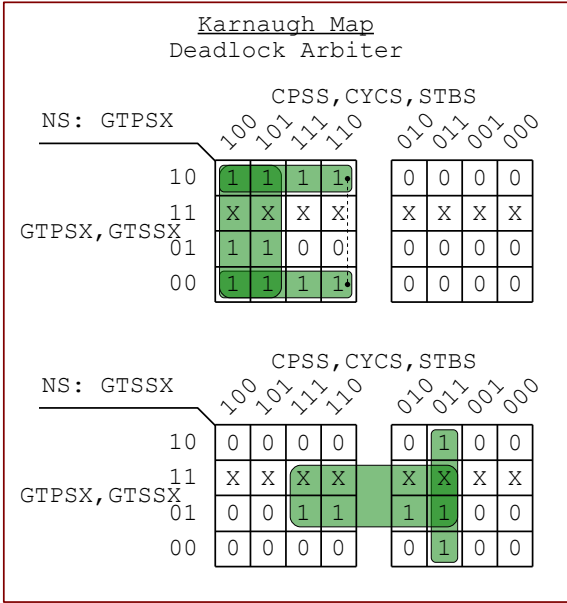 Karnaugh Map
Deadlock Arbiter
CPSS,CYCS,STBS
NS: GTPSX
100 101 111 110 010 011 001 000
10 1 1 1 1 0 0 0 0
11 X X X X X X X X
GTPSX,GTSSX
01 1 1 0 0 0 0 0 0
00 1 1 1 1 0 0 0 0
CPSS,CYCS,STBS
NS: GTSSX
100 101 111 110 010 011 001 000
10 0 0 0 0 0 1 0 0
11 X X X X X X X X
GTPSX,GTSSX
01 0 0 1 1 1 1 0 0
00 0 0 0 0 0 1 0 0